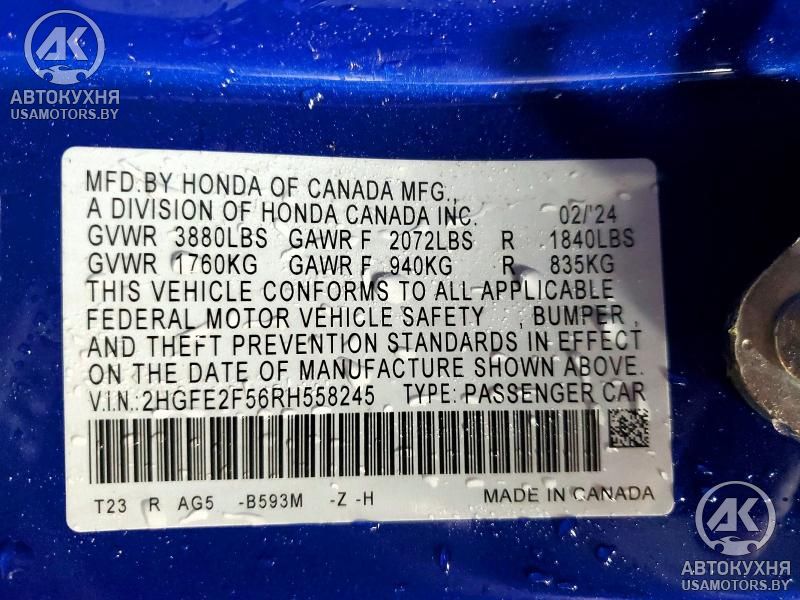 AK
АВТОКУХНЯ
USAMOTORS.BY
MFD.BY HONDA OF CANADA MFG.,
A DIVISION OF HONDA CANADA INC. 02/'24
GVWR 3880LBS GAWR F 2072LBS R 1840LBS
GVWR 1760KG GAWR F 940KG R 835KG
THIS VEHICLE CONFORMS TO ALL APPLICABLE
FEDERAL MOTOR VEHICLE SAFETY , BUMPER ,
AND THEFT PREVENTION STANDARDS IN EFFECT
ON THE DATE OF MANUFACTURE SHOWN ABOVE.
V.I.N.:2HGFE2F56RH558245 TYPE: PASSENGER CAR
T23 R AG5 -B593M -Z -H MADE IN CANADA
AK
АВТОКУХНЯ
USAMOTORS.BY